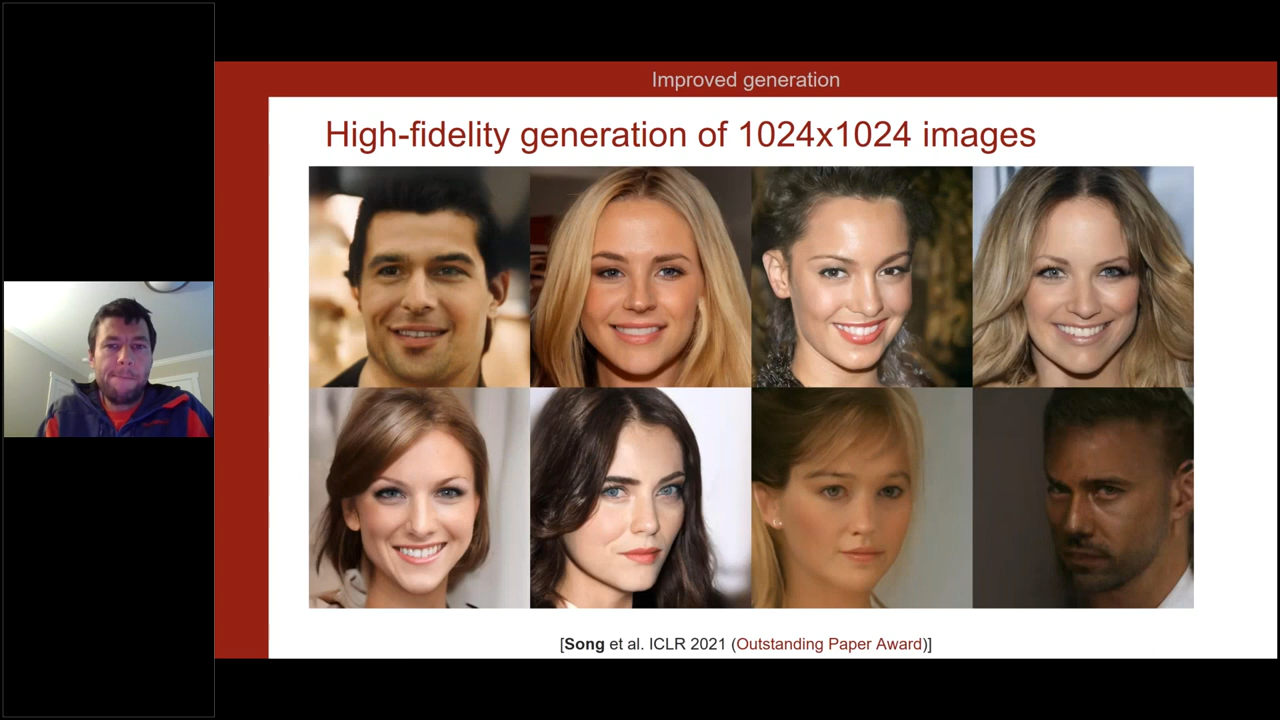 Improved generation
High-fidelity generation of 1024x1024 images
[Song et al. ICLR 2021 (Outstanding Paper Award)]